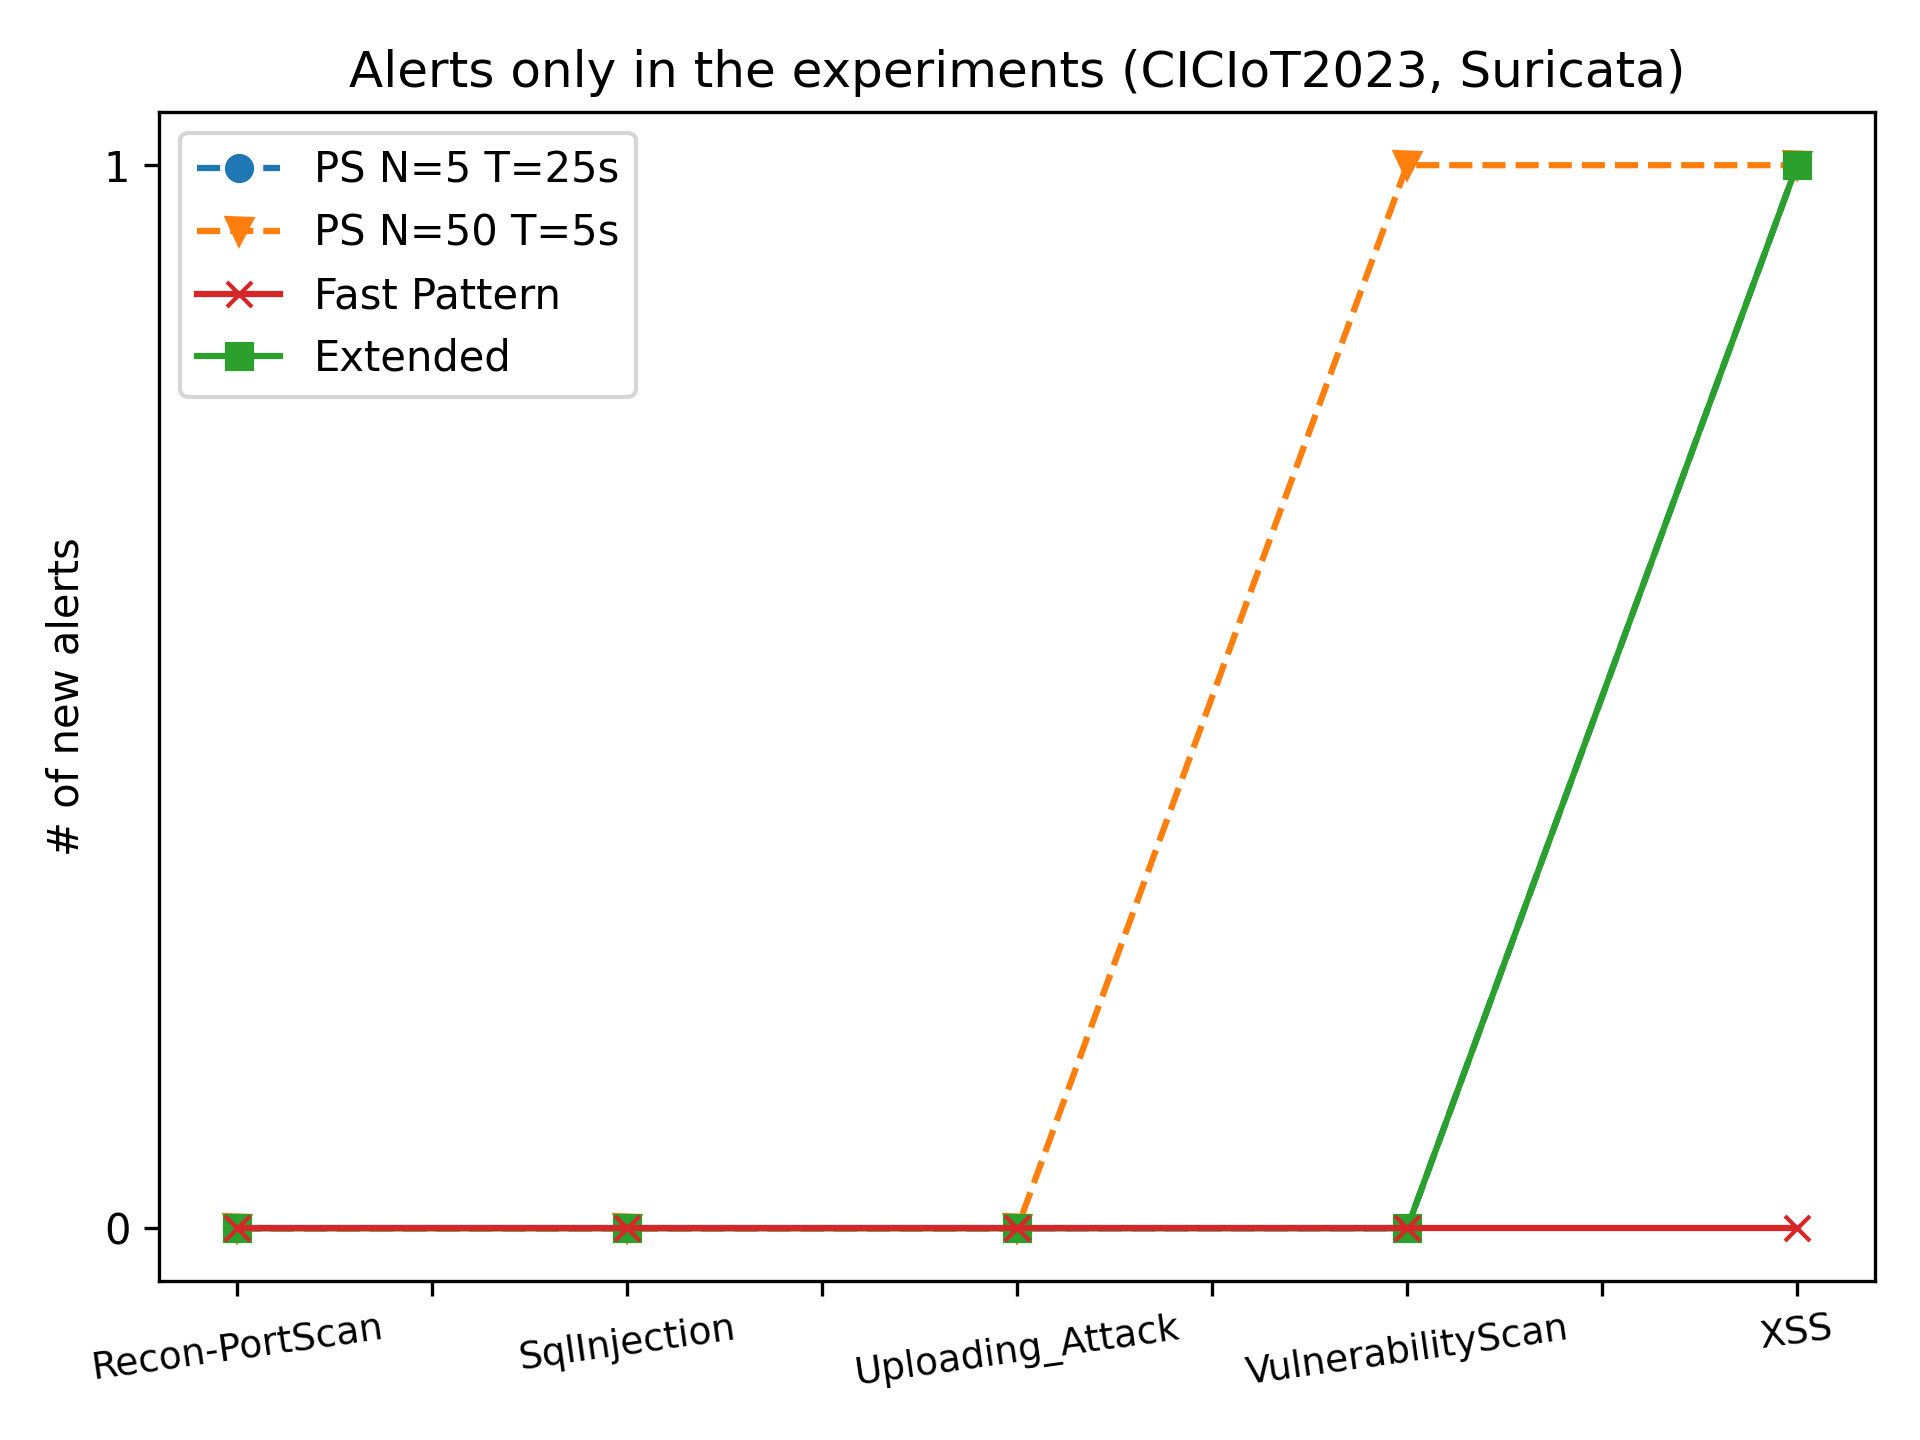 Alerts only in the experiments (CICIoT2023, Suricata)
PS N=5 T=25s
PS N=50 T=5s
Fast Pattern
Extended
# of new alerts
1
0
Recon-PortScan
SqlInjection
Uploading_Attack
VulnerabilityScan
XSS